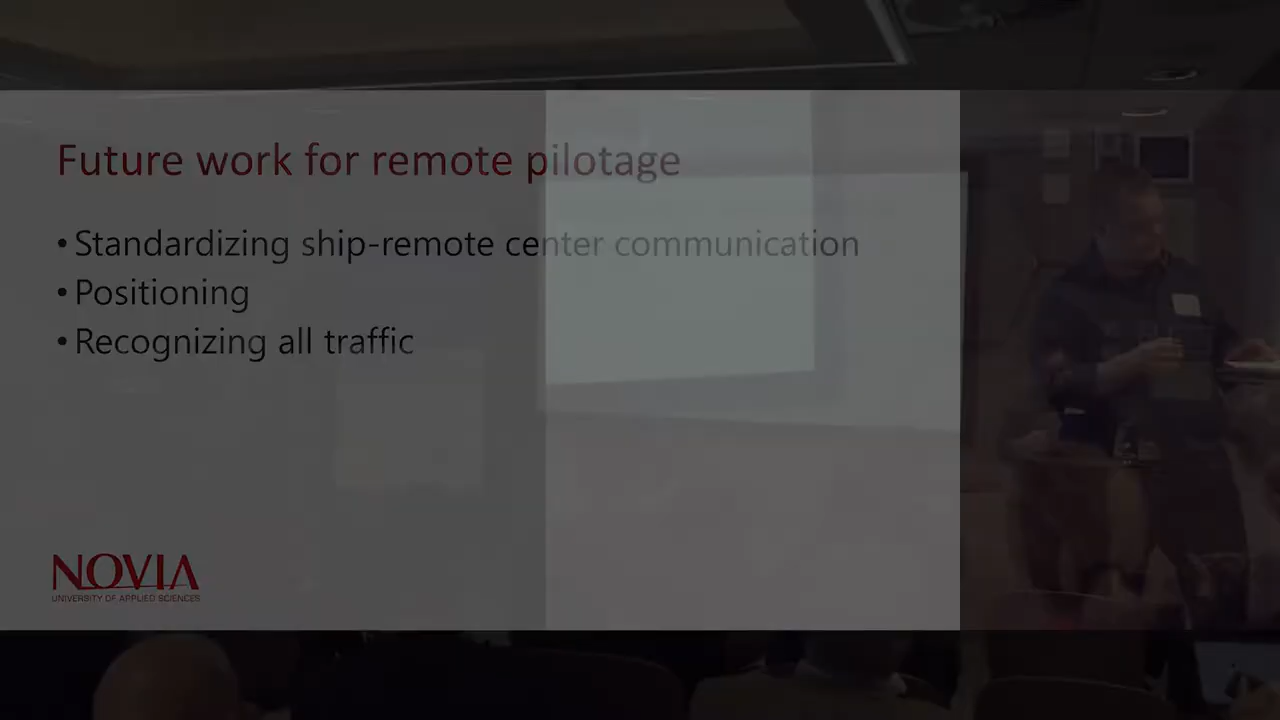 Future work for remote pilotage
• Standardizing ship-remote center communication
• Positioning
• Recognizing all traffic
NOVIA
UNIVERSITY OF APPLIED SCIENCES